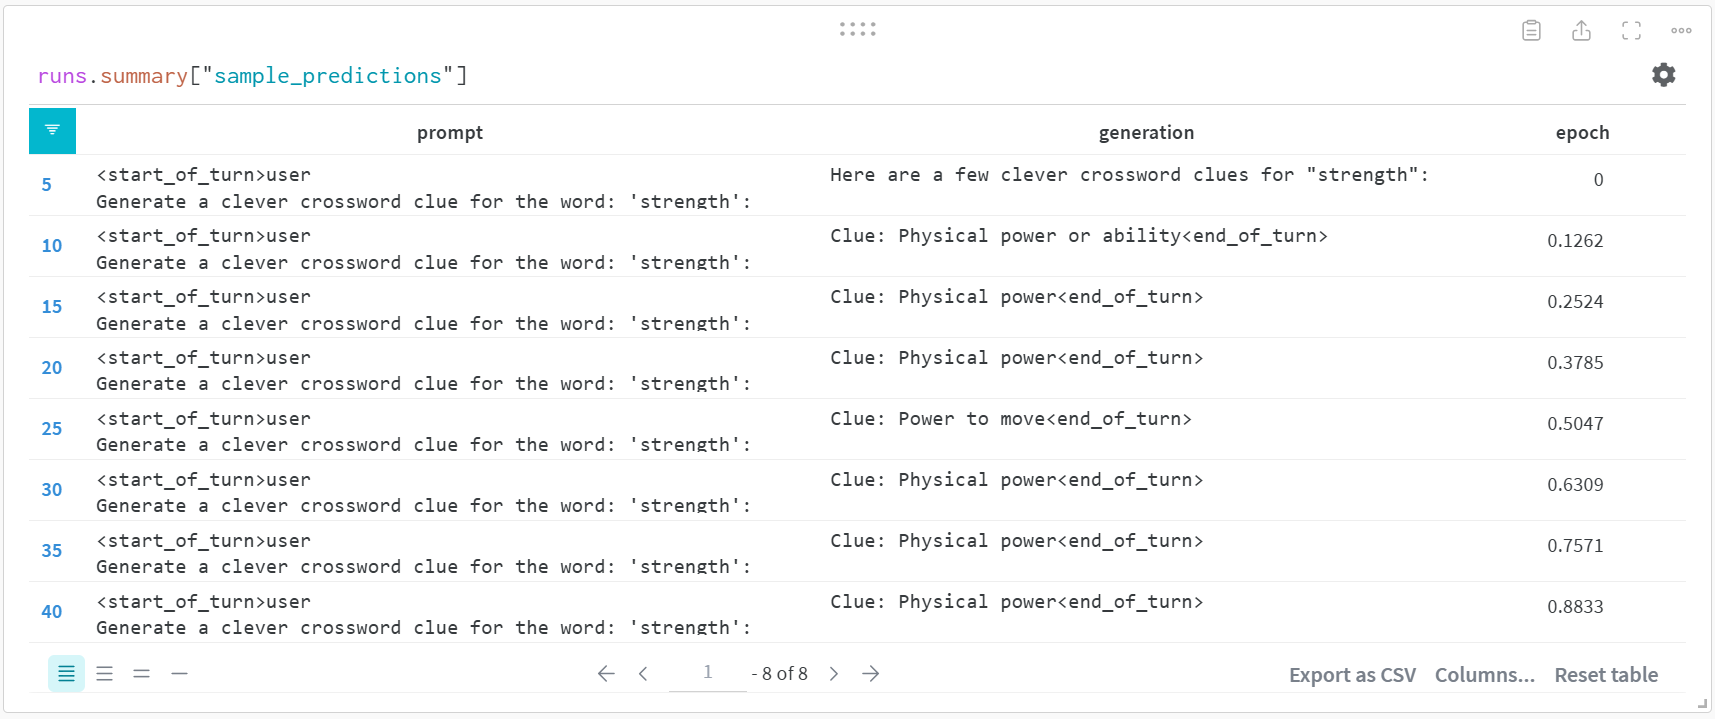 runs.summary["sample_predictions"]
prompt generation epoch
5 <start_of_turn>user Here are a few clever crossword clues for "strength": 0
Generate a clever crossword clue for the word: 'strength':
10 <start_of_turn>user Clue: Physical power or ability<end_of_turn> 0.1262
Generate a clever crossword clue for the word: 'strength':
15 <start_of_turn>user Clue: Physical power<end_of_turn> 0.2524
Generate a clever crossword clue for the word: 'strength':
20 <start_of_turn>user Clue: Physical power<end_of_turn> 0.3785
Generate a clever crossword clue for the word: 'strength':
25 <start_of_turn>user Clue: Power to move<end_of_turn> 0.5047
Generate a clever crossword clue for the word: 'strength':
30 <start_of_turn>user Clue: Physical power<end_of_turn> 0.6309
Generate a clever crossword clue for the word: 'strength':
35 <start_of_turn>user Clue: Physical power<end_of_turn> 0.7571
Generate a clever crossword clue for the word: 'strength':
40 <start_of_turn>user Clue: Physical power<end_of_turn> 0.8833
Generate a clever crossword clue for the word: 'strength':
1 - 8 of 8 Export as CSV Columns... Reset table